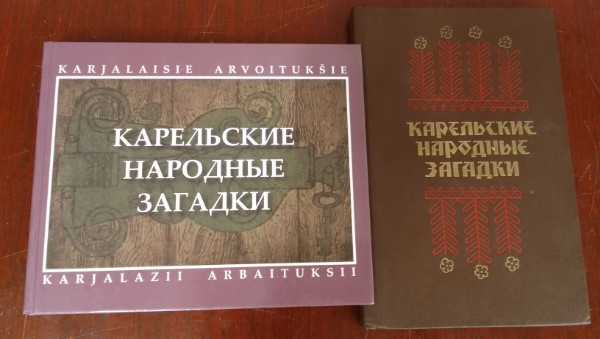 KARJALAISIE ARVOITUKŠIE
КАРЕЛЬСКИЕ
НАРОДНЫЕ
ЗАГАДКИ
KARJALAZII ARBAITUKSII
КАРЕЛЬСКИЕ
НАРОДНЫЕ
ЗАГАДКИ